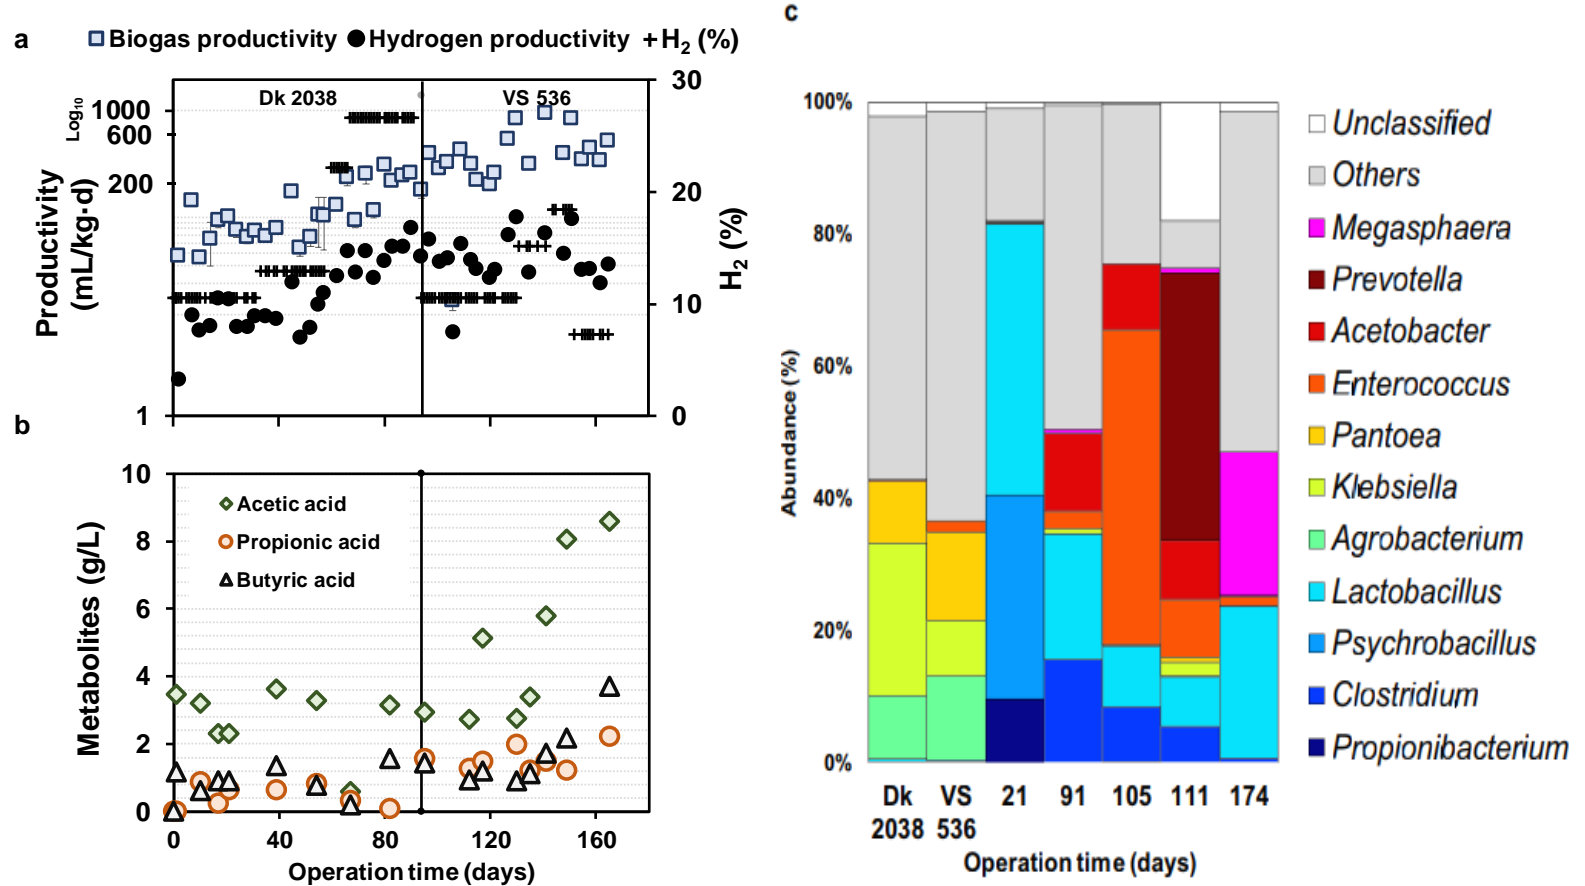 a
Biogas productivity Hydrogen productivity +H2 (%)
Dk 2038 VS 536
Log10
1000
600
200
1
Productivity
(mL/kg·d)
30
20
10
0
H2 (%)
b
10
8
6
4
2
0
Metabolites (g/L)
Acetic acid
Propionic acid
Butyric acid
0 40 80 120 160
Operation time (days)
c
100%
80%
60%
40%
20%
0%
Abundance (%)
Dk 2038
VS 536
21
91
105
111
174
Operation time (days)
Unclassified
Others
Megasphaera
Prevotella
Acetobacter
Enterococcus
Pantoea
Klebsiella
Agrobacterium
Lactobacillus
Psychrobacillus
Clostridium
Propionibacterium